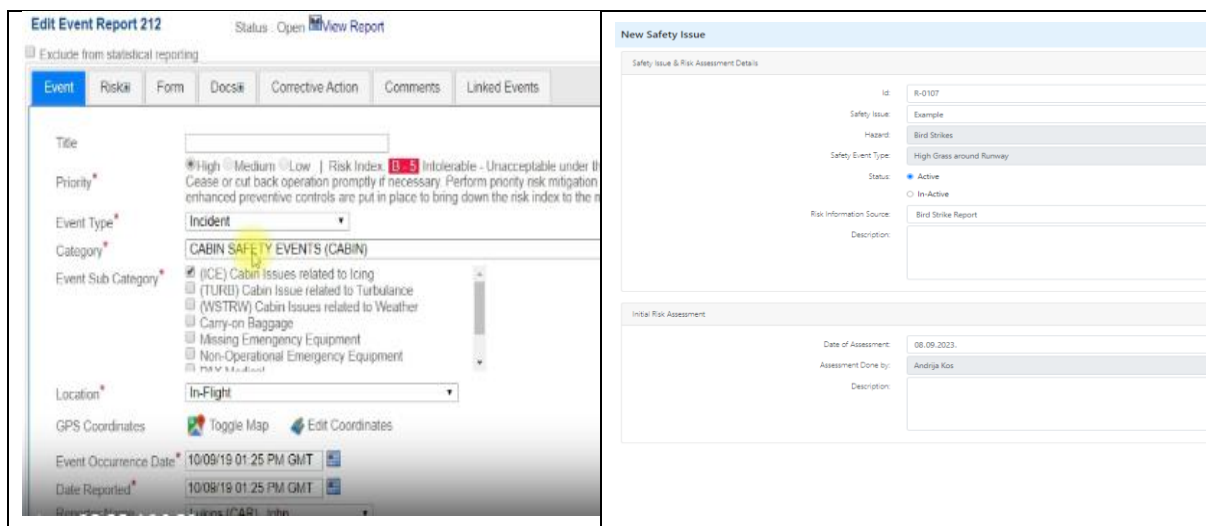 Edit Event Report 212
Status : Open View Report
Exclude from statistical reporting
Event Risk Form Docs Corrective Action Comments Linked Events
Title
Priority* High Medium Low | Risk Index: B - 5 Intolerable - Unacceptable under th
Cease or cut back operation promptly if necessary. Perform priority risk mitigation
enhanced preventive controls are put in place to bring down the risk index to the m
Event Type* Incident
Category* CABIN SAFETY EVENTS (CABIN)
Event Sub Category* (ICE) Cabin Issues related to Icing
(TURB) Cabin Issue related to Turbulance
(WSTRW) Cabin Issues related to Weather
Carry-on Baggage
Missing Emengency Equipment
Non-Operational Emergency Equipment
Location* In-Flight
GPS Coordinates Toggle Map Edit Coordinates
Event Occurrence Date* 10/09/19 01:25 PM GMT
Date Reported* 10/09/19 01:25 PM GMT
New Safety Issue
Safety Issue & Risk Assessment Details
Id: R-0107
Safety Issue: Example
Hazard: Bird Strikes
Safety Event Type: High Grass around Runway
Status: Active
In-Active
Risk Information Source: Bird Strike Report
Description:
Initial Risk Assessment
Date of Assessment: 08.09.2023.
Assessment Done by: Andrija Kos
Description: